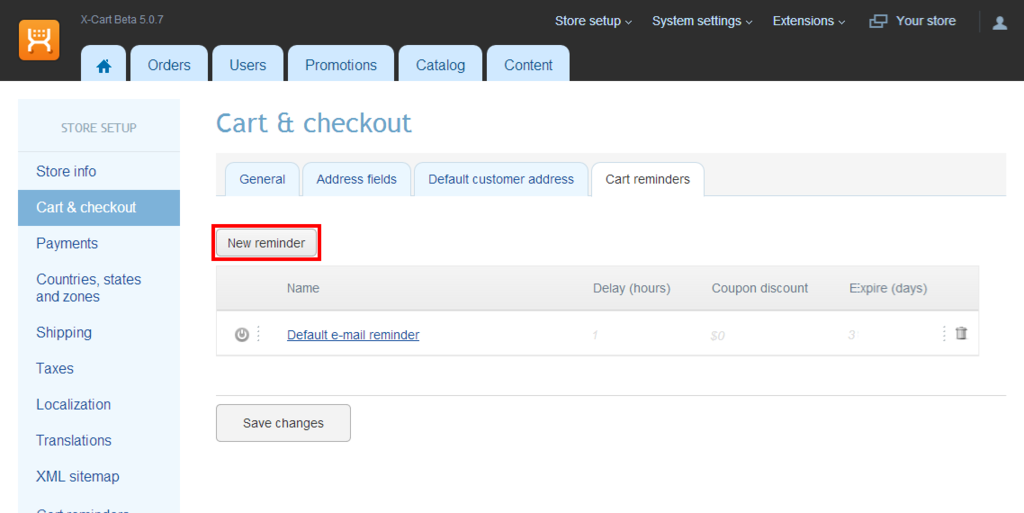 X-Cart Beta 5.0.7
Store setup
System settings
Extensions
Your store
Orders
Users
Promotions
Catalog
Content
STORE SETUP
Store info
Cart & checkout
Payments
Countries, states
and zones
Shipping
Taxes
Localization
Translations
XML sitemap
Cart reminders
Cart & checkout
General
Address fields
Default customer address
Cart reminders
New reminder
Name
Delay (hours)
Coupon discount
Expire (days)
Default e-mail reminder
1
$0
3
Save changes